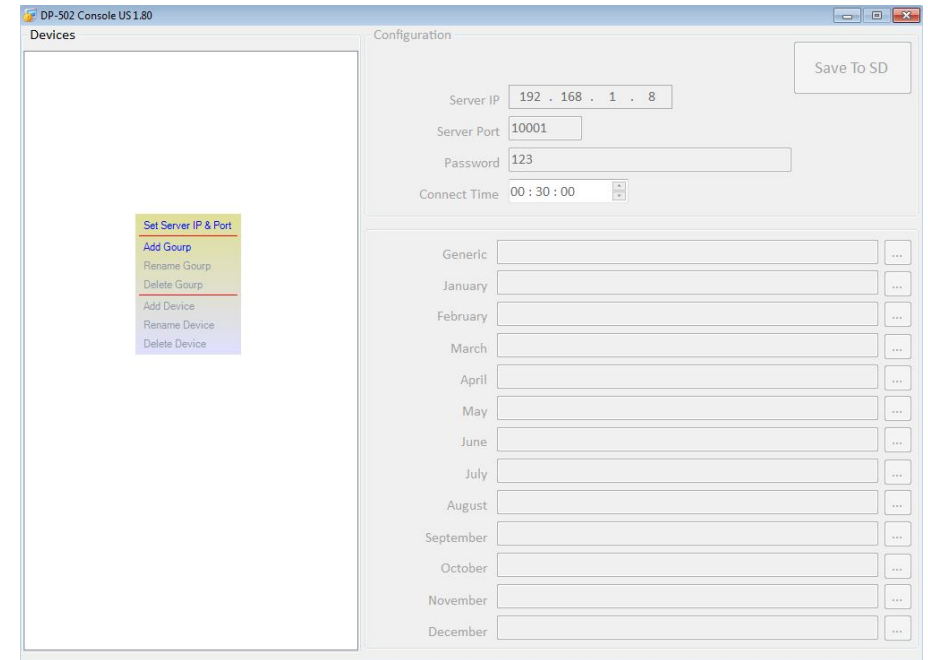 DP-502 Console US 1.80
Devices
Configuration
Save To SD
Server IP 192 . 168 . 1 . 8
Server Port 10001
Password 123
Connect Time 00 : 30 : 00
Set Server IP & Port
Add Gourp
Rename Gourp
Delete Gourp
Add Device
Rename Device
Delete Device
Generic ...
January ...
February ...
March ...
April ...
May ...
June ...
July ...
August ...
September ...
October ...
November ...
December ...